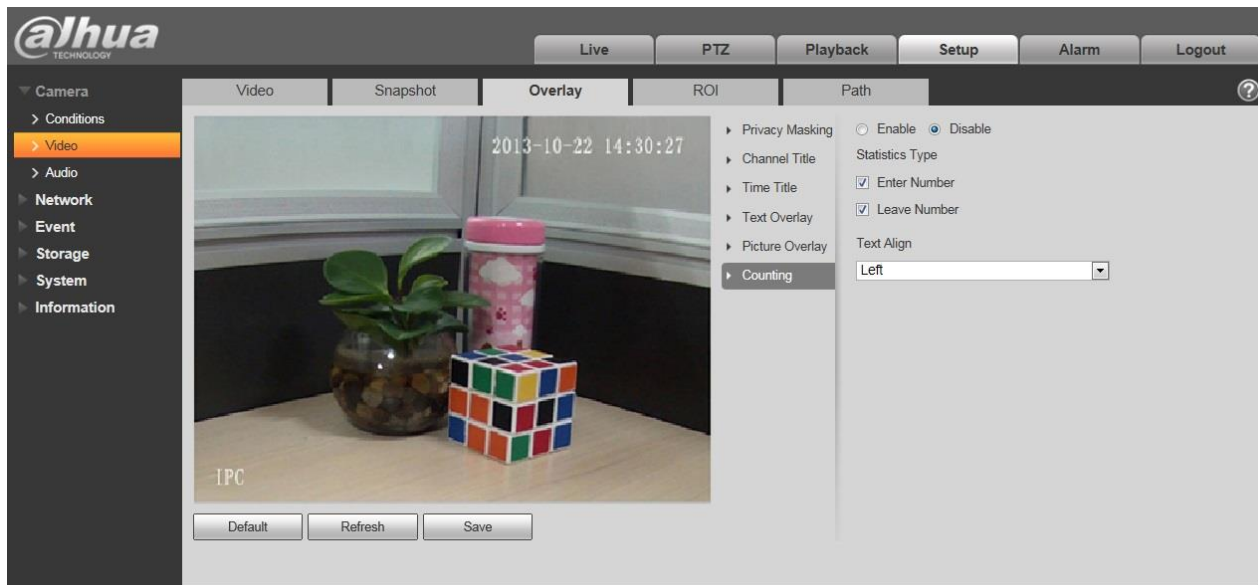 alhua
TECHNOLOGY
Live
PTZ
Playback
Setup
Alarm
Logout
Camera
Conditions
Video
Audio
Network
Event
Storage
System
Information
Video
Snapshot
Overlay
ROI
Path
?
2013-10-22 14:30:27
IPC
Default
Refresh
Save
Privacy Masking
Channel Title
Time Title
Text Overlay
Picture Overlay
Counting
Enable
Disable
Statistics Type
Enter Number
Leave Number
Text Align
Left